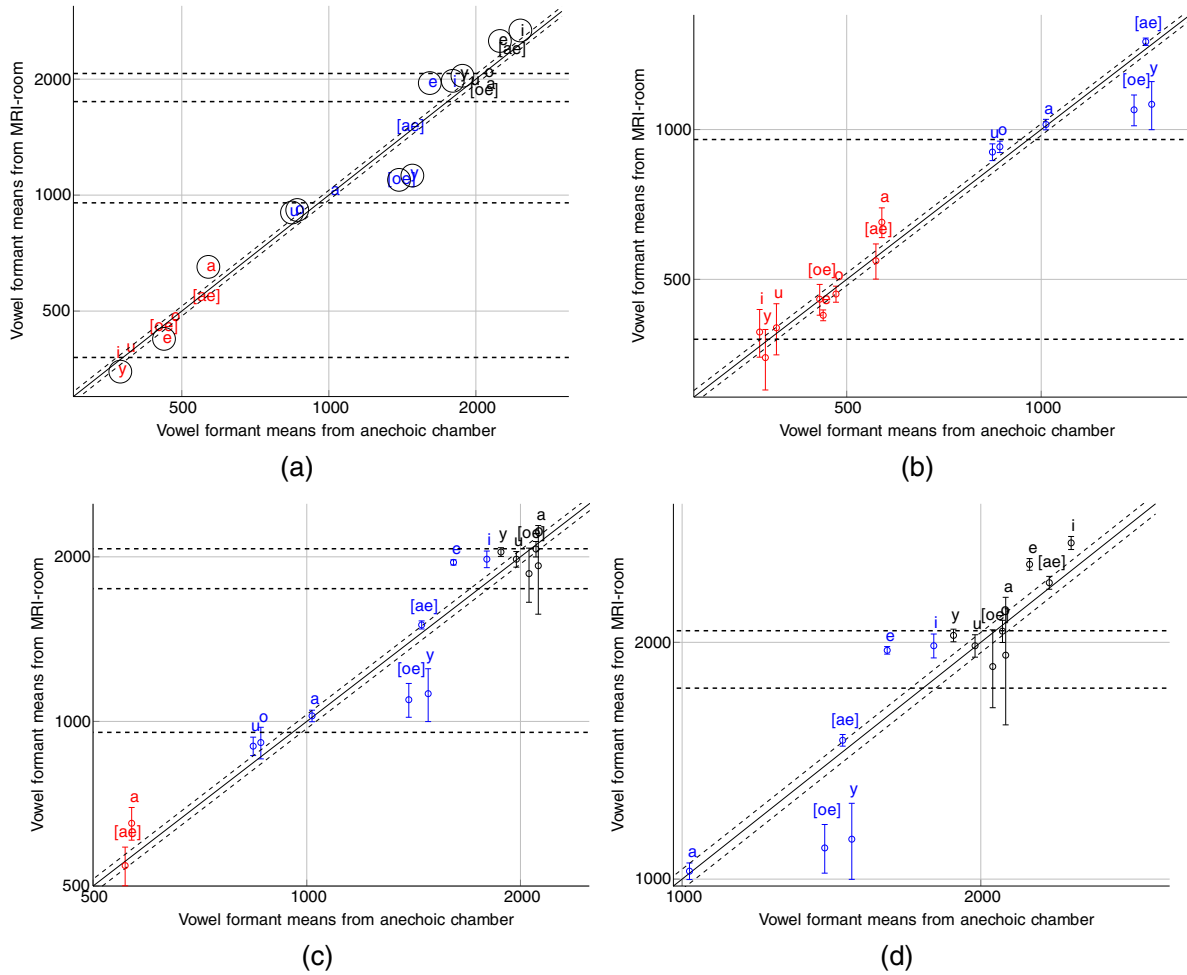 Vowel formant means from MRI-room
2000
1000
500
i
e
[ae]
y
o
u
a
[oe]
e
i
[ae]
[oe]
y
a
u
o
a
[ae]
o
[oe]
e
i
u
y
500
1000
2000
Vowel formant means from anechoic chamber
(a)
Vowel formant means from MRI-room
1000
500
[ae]
[oe]
y
a
u
o
a
[ae]
[oe]
o
e
i
u
y
500
1000
Vowel formant means from anechoic chamber
(b)
Vowel formant means from MRI-room
2000
1000
500
a
[oe]
y
u
i
e
[ae]
[oe]
y
a
o
u
a
[ae]
500
1000
2000
Vowel formant means from anechoic chamber
(c)
Vowel formant means from MRI-room
2000
1000
i
e
[ae]
a
o
[oe]
y
u
i
e
[ae]
[oe]
y
a
1000
2000
Vowel formant means from anechoic chamber
(d)